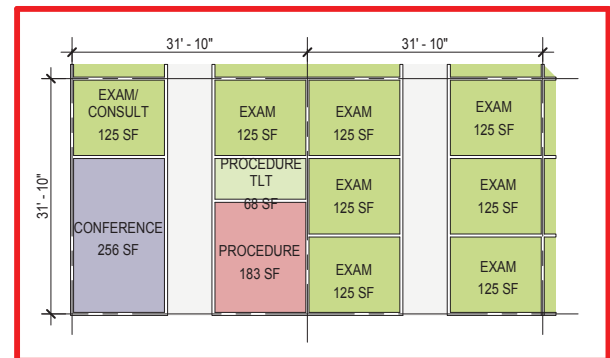 31' - 10"
31' - 10"
31' - 10"
EXAM/
CONSULT
125 SF
CONFERENCE
256 SF
EXAM
125 SF
PROCEDURE
TLT
68 SF
PROCEDURE
183 SF
EXAM
125 SF
EXAM
125 SF
EXAM
125 SF
EXAM
125 SF
EXAM
125 SF
EXAM
125 SF